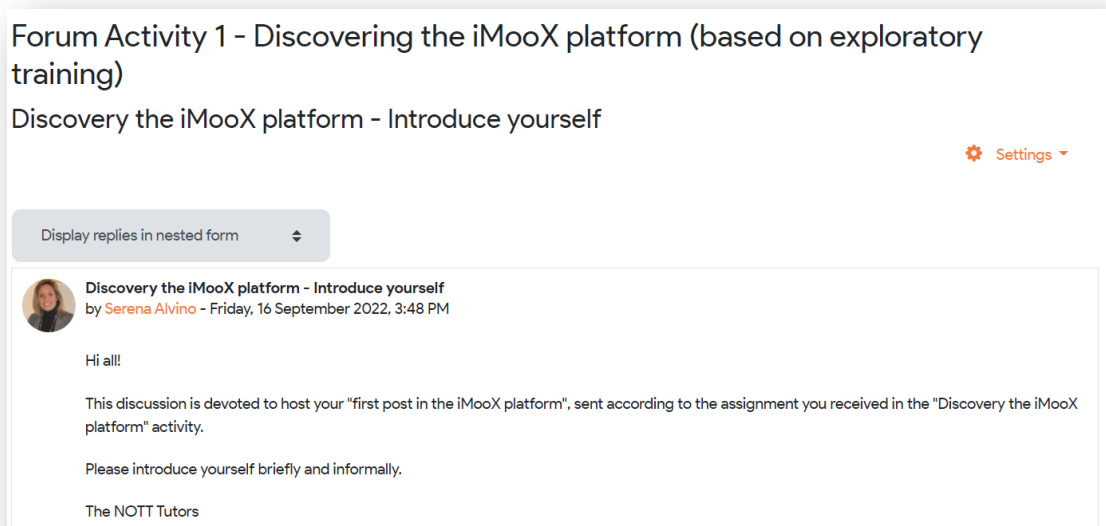 Forum Activity 1 - Discovering the iMooX platform (based on exploratory
training)
Discovery the iMooX platform - Introduce yourself
Settings
Display replies in nested form
Discovery the iMooX platform - Introduce yourself
by Serena Alvino - Friday, 16 September 2022, 3:48 PM
Hi all!
This discussion is devoted to host your "first post in the iMooX platform", sent according to the assignment you received in the "Discovery the iMooX
platform" activity.
Please introduce yourself briefly and informally.
The NOTT Tutors